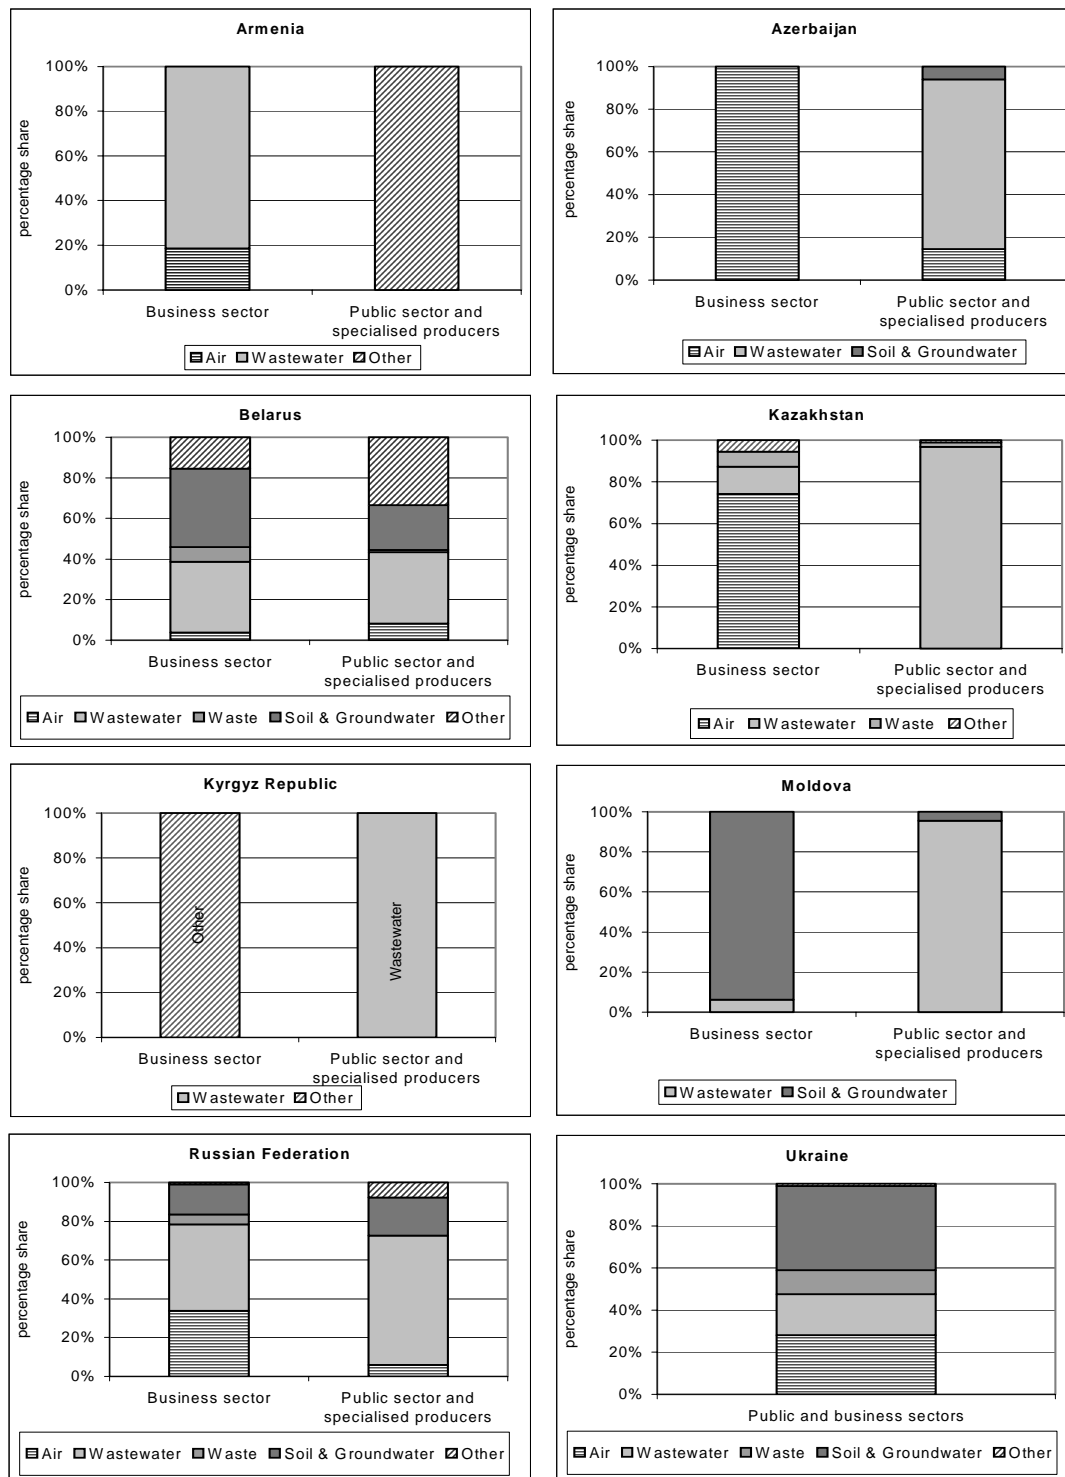 Armenia
percentage share
100%
80%
60%
40%
20%
0%
Business sector
Public sector and
specialised producers
Air Wastewater Other
Azerbaijan
percentage share
100%
80%
60%
40%
20%
0%
Business sector
Public sector and
specialised producers
Air Wastewater Soil & Groundwater
Belarus
percentage share
100%
80%
60%
40%
20%
0%
Business sector
Public sector and
specialised producers
Air Wastewater Waste Soil & Groundwater Other
Kazakhstan
percentage share
100%
80%
60%
40%
20%
0%
Business sector
Public sector and
specialised producers
Air Wastewater Waste Other
Kyrgyz Republic
percentage share
100%
80%
60%
40%
20%
0%
Other
Wastewater
Business sector
Public sector and
specialised producers
Wastewater Other
Moldova
percentage share
100%
80%
60%
40%
20%
0%
Business sector
Public sector and
specialised producers
Wastewater Soil & Groundwater
Russian Federation
percentage share
100%
80%
60%
40%
20%
0%
Business sector
Public sector and
specialised producers
Air Wastewater Waste Soil & Groundwater Other
Ukraine
percentage share
100%
80%
60%
40%
20%
0%
Public and business sectors
Air Wastewater Waste Soil & Groundwater Other